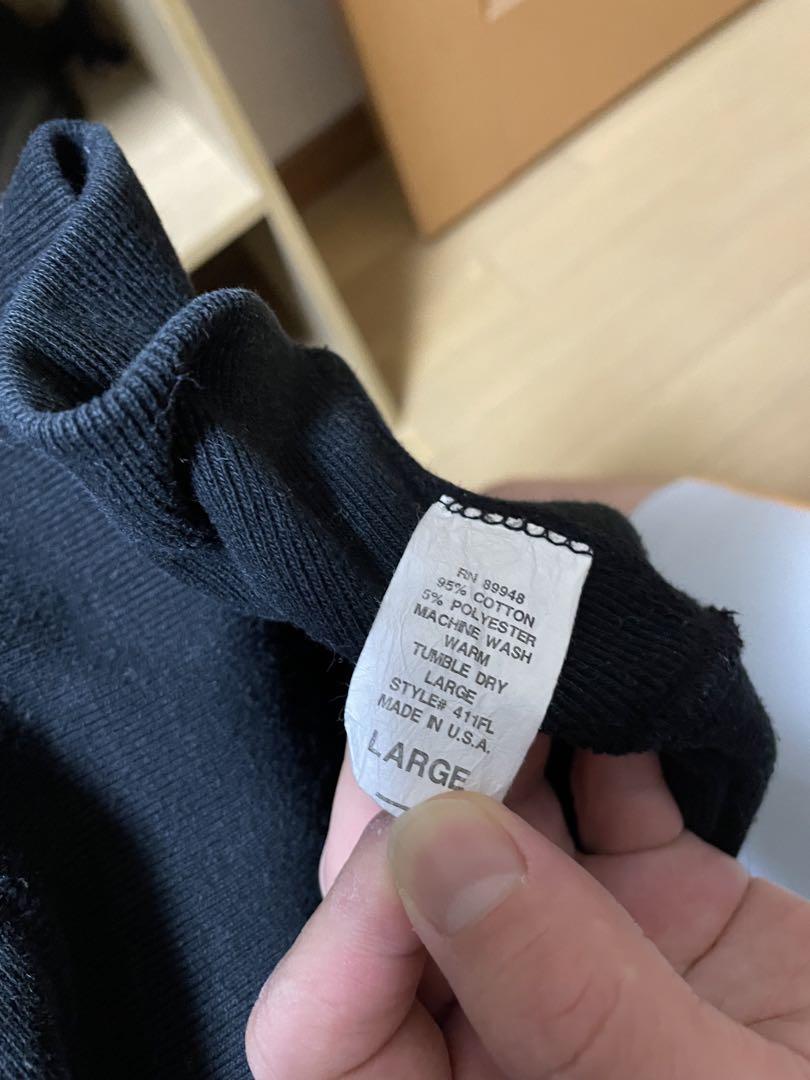 RN 89948
95% COTTON
5% POLYESTER
MACHINE WASH
WARM
TUMBLE DRY
LARGE
STYLE# 411FL
MADE IN U.S.A.
LARGE